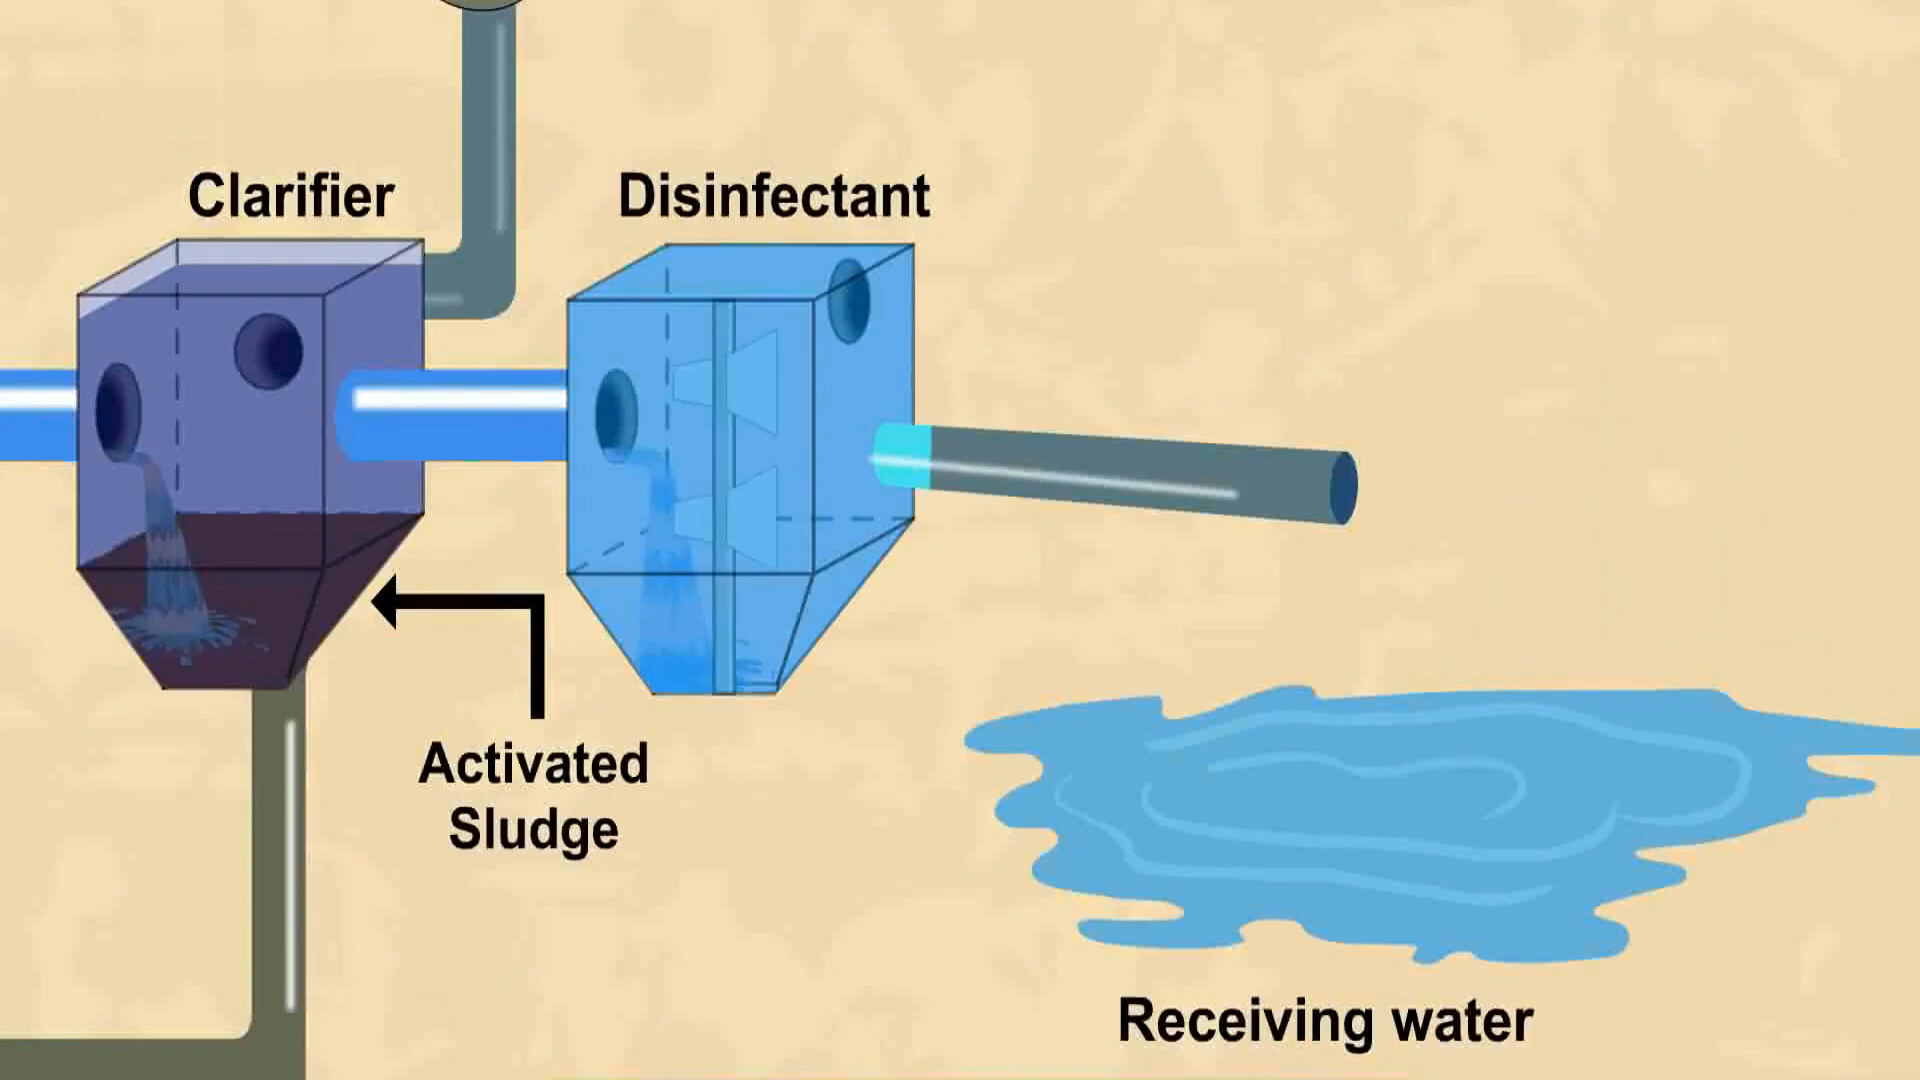 Clarifier
Disinfectant
Activated
Sludge
Receiving water